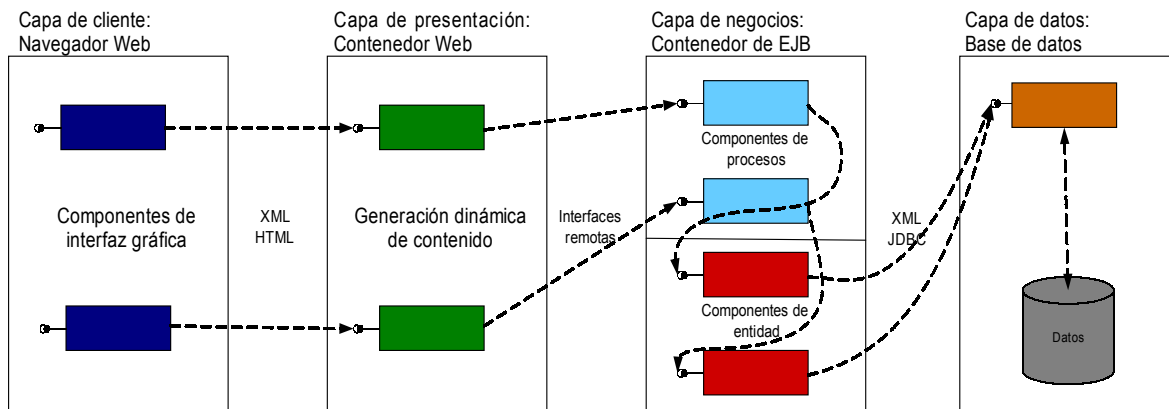 Capa de cliente:
Navegador Web
Capa de presentación:
Contenedor Web
Capa de negocios:
Contenedor de EJB
Capa de datos:
Base de datos
Componentes de
procesos
Componentes de
interfaz gráfica
XML
HTML
Generación dinámica
de contenido
Interfaces
remotas
XML
JDBC
Componentes de
entidad
Datos